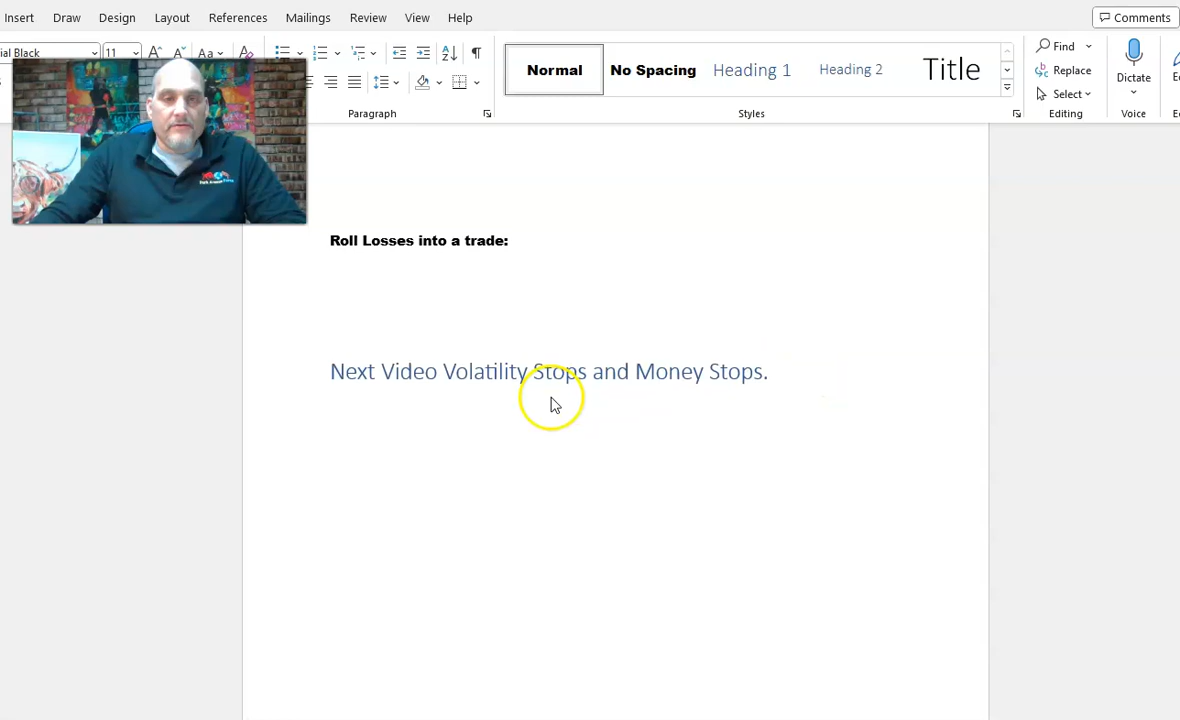 Insert Draw Design Layout References Mailings Review View Help
Comments
ial Black 11 Aa
Normal No Spacing Heading 1 Heading 2 Title
Find
Replace
Select
Dictate
Paragraph Styles Editing Voice
Roll Losses into a trade:
Next Video Volatility Stops and Money Stops.